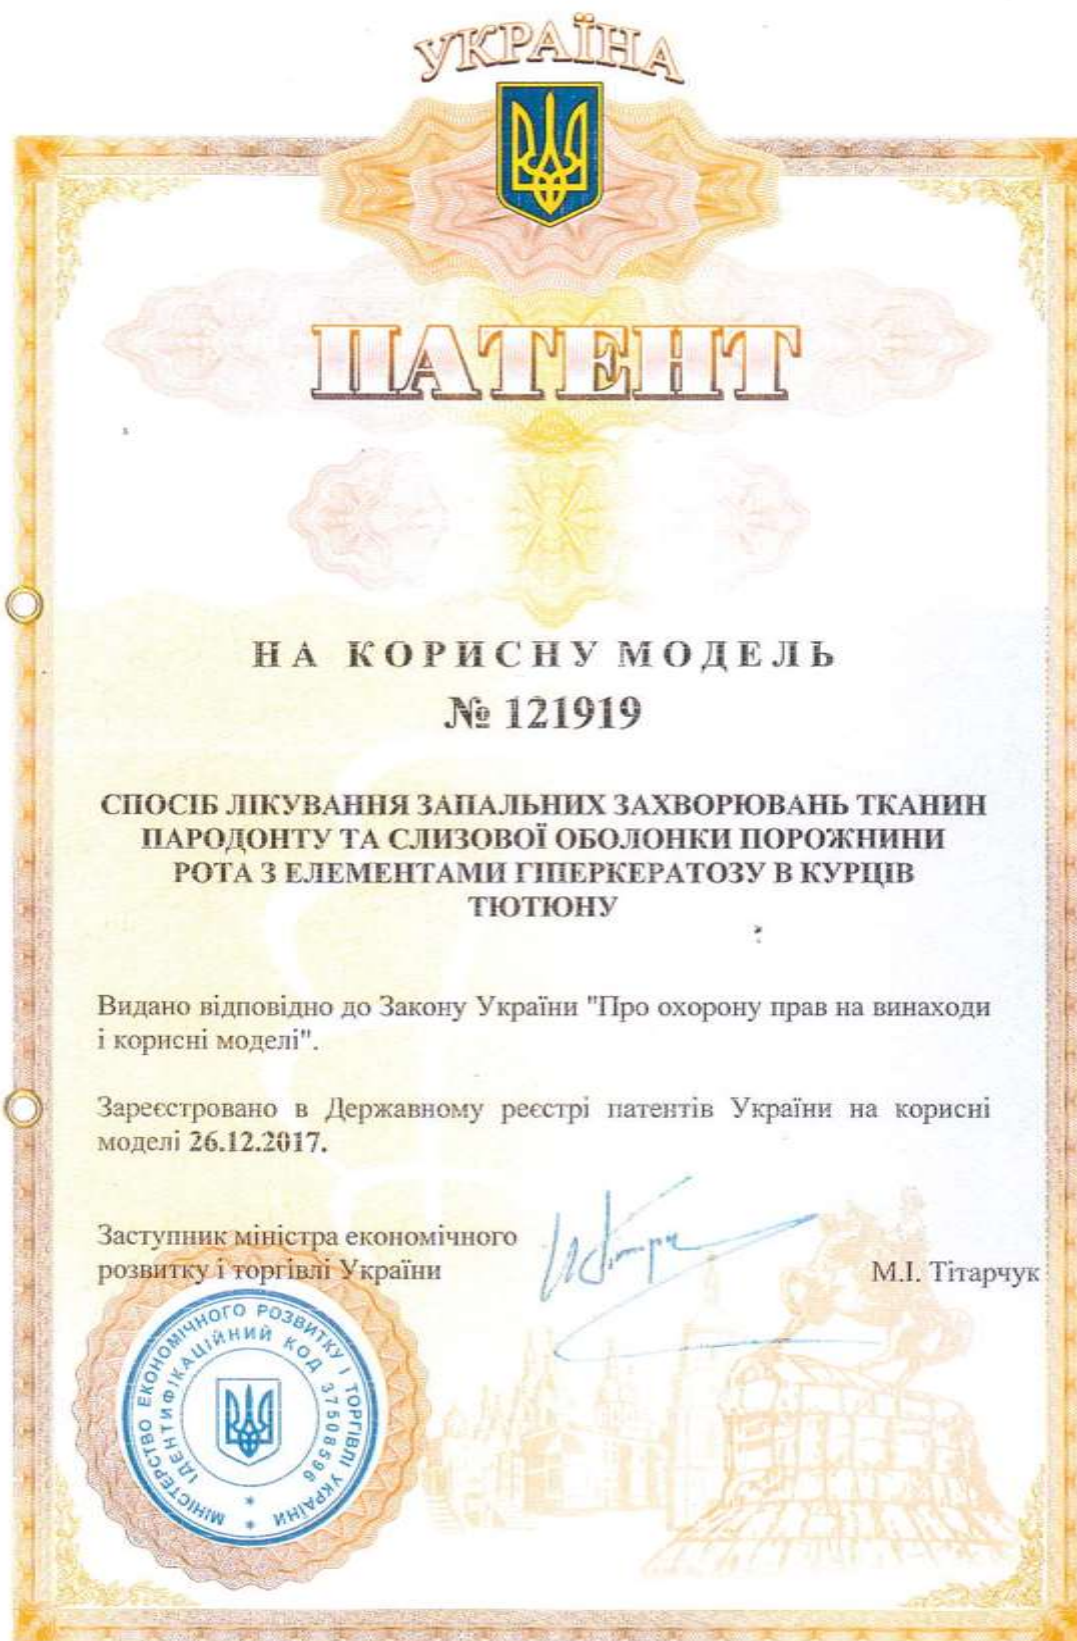 УКРАЇНА
ПАТЕНТ
НА КОРИСНУ МОДЕЛЬ
№ 121919
СПОСІБ ЛІКУВАННЯ ЗАПАЛЬНИХ ЗАХВОРЮВАНЬ ТКАНИН
ПАРОДОНТУ ТА СЛИЗОВОЇ ОБОЛОНКИ ПОРОЖНИНИ
РОТА З ЕЛЕМЕНТАМИ ГІПЕРКЕРАТОЗУ В КУРЦІВ
ТЮТЮНУ
Видано відповідно до Закону України "Про охорону прав на винаходи
і корисні моделі".
Зареєстровано в Державному реєстрі патентів України на корисні
моделі 26.12.2017.
Заступник міністра економічного
розвитку і торгівлі України
М.І. Тітарчук
МІНІСТЕРСТВО ЕКОНОМІЧНОГО РОЗВИТКУ І ТОРГІВЛІ УКРАЇНИ *
ІДЕНТИФІКАЦІЙНИЙ КОД 37508596 *